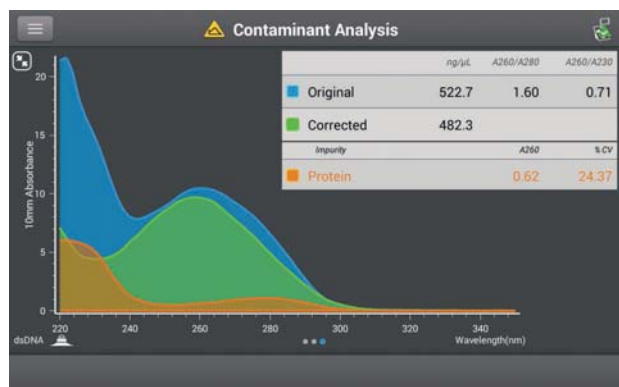 Contaminant Analysis
ng/µL A260/A280 A260/A230
Original 522.7 1.60 0.71
Corrected 482.3
Impurity A260 % CV
Protein 0.62 24.37
20
15
10
5
0
10mm Absorbance
220 240 260 280 300 320 340
dsDNA Wavelength(nm)